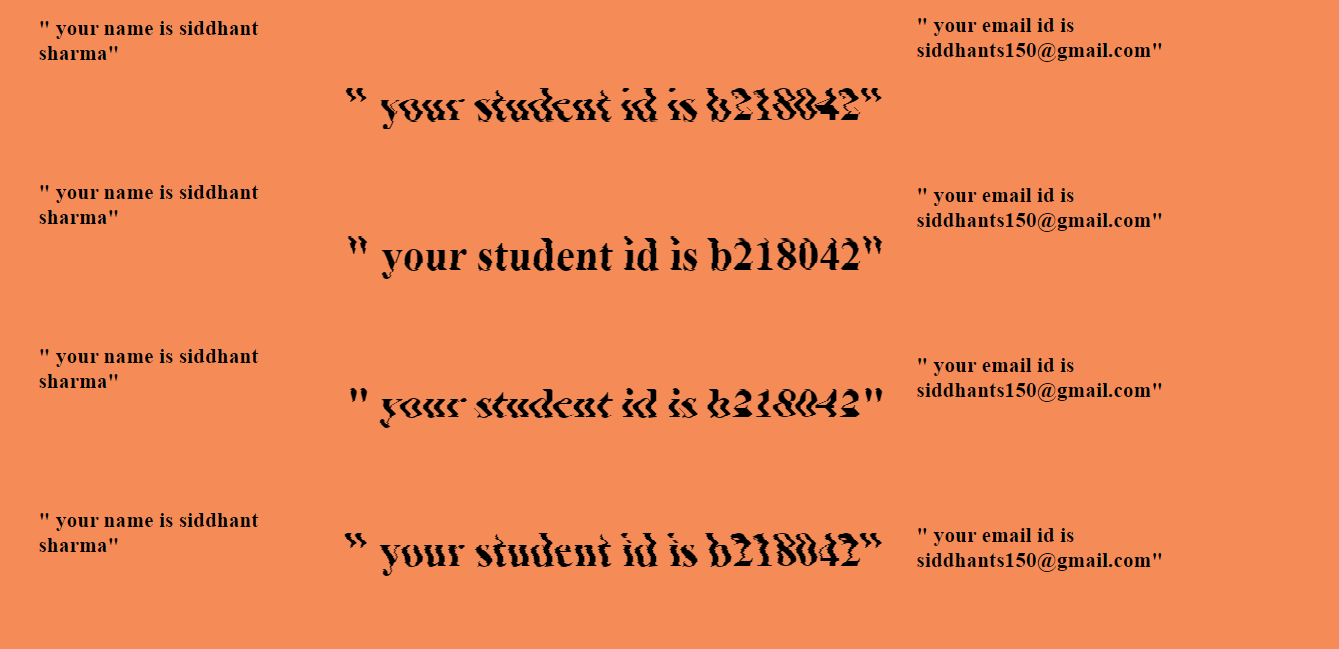 " your name is siddhant
sharma"
" your student id is b218042"
" your email id is
siddhants150@gmail.com"
" your name is siddhant
sharma"
" your student id is b218042"
" your email id is
siddhants150@gmail.com"
" your name is siddhant
sharma"
" your student id is b218042"
" your email id is
siddhants150@gmail.com"
" your name is siddhant
sharma"
" your student id is b218042"
" your email id is
siddhants150@gmail.com"